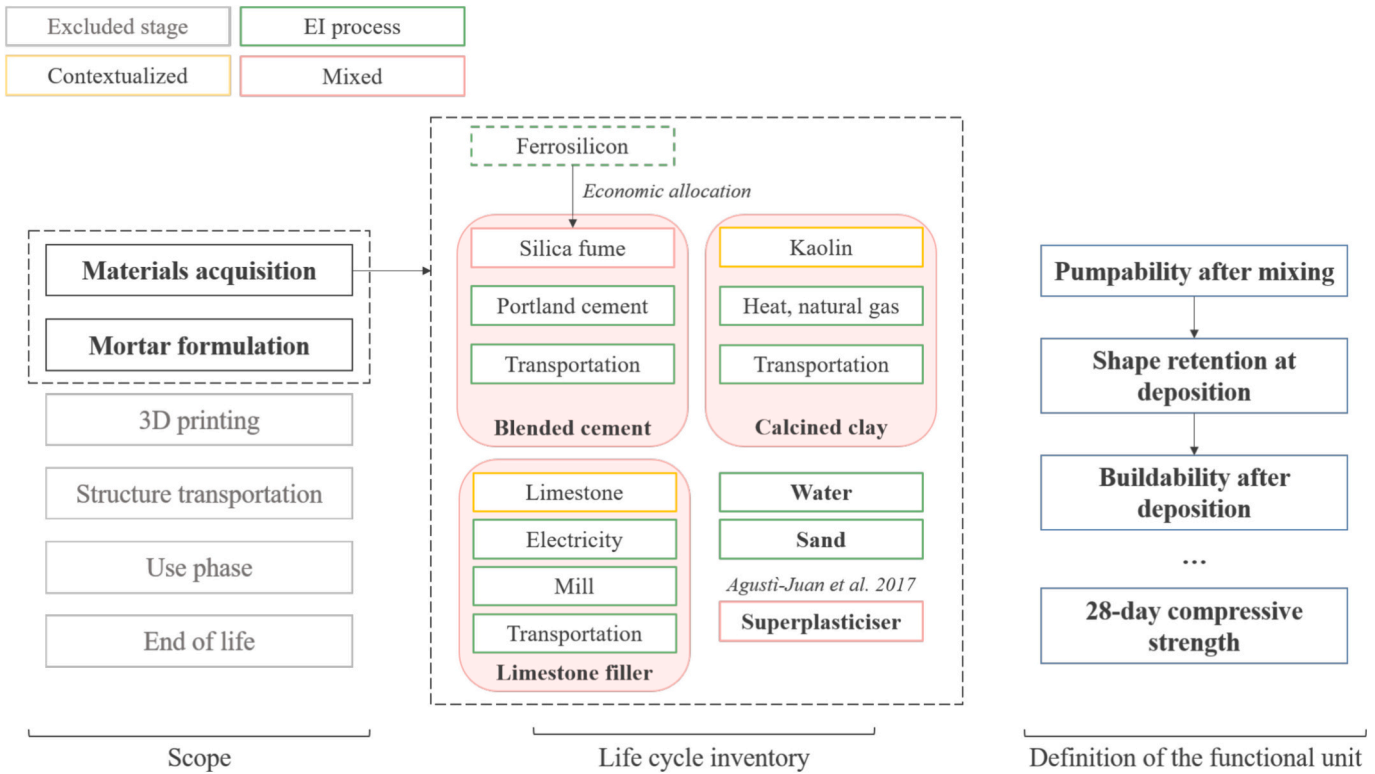 Excluded stage
EI process
Contextualized
Mixed
Materials acquisition
Mortar formulation
3D printing
Structure transportation
Use phase
End of life
Scope
Ferrosilicon
Economic allocation
Silica fume
Portland cement
Transportation
Blended cement
Kaolin
Heat, natural gas
Transportation
Calcined clay
Limestone
Electricity
Mill
Transportation
Limestone filler
Water
Sand
Agustì-Juan et al. 2017
Superplasticiser
Life cycle inventory
Pumpability after mixing
Shape retention at
deposition
Buildability after
deposition
...
28-day compressive
strength
Definition of the functional unit